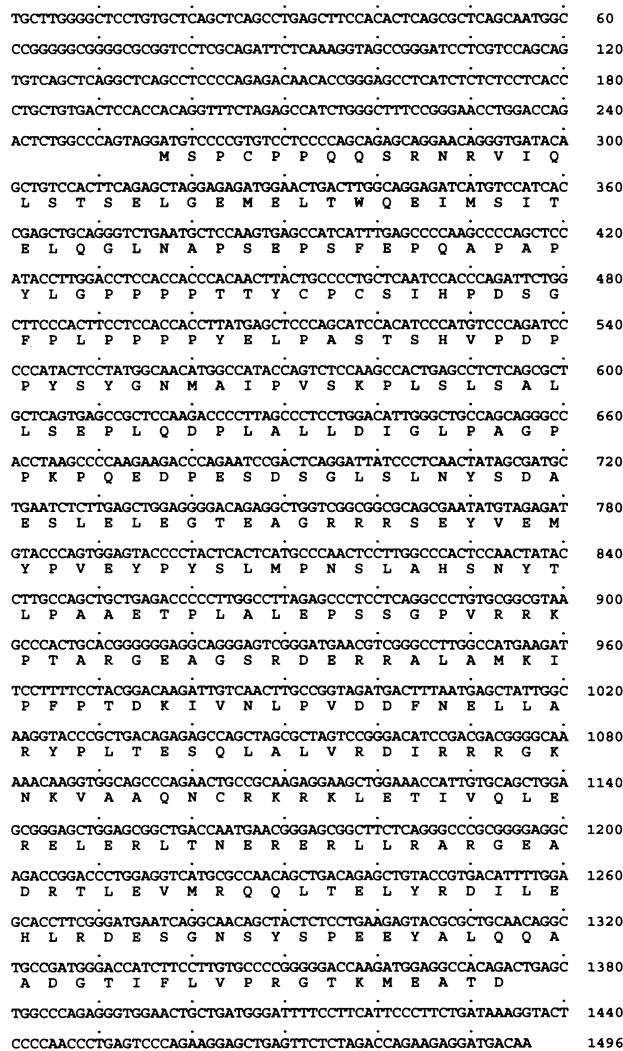 TGCTTGGGGCTCCTGTGCTCAGCTCAGCCTGAGCTTCCACACTCAGCGCTCAGCAATGGC 60
CCGGGGGCGGGGCGCGGTCCTCGCAGATTCTCAAAGGTAGCCGGGATCCTCGTCCAGCAG 120
TGTCAGCTCAGGCTCAGCCTCCCCAGAGACAACACCGGGAGCCTCATCTCTCTCCTCACC 180
CTGCTGTGACTCCACCACAGGTTTCTAGAGCCATCTGGGCTTTCCGGGAACCTGGACCAG 240
ACTCTGGCCCAGTAGGATGTCCCCGTGTCCTCCCCAGCAGAGCAGGAACAGGGTGATACA 300
M S P C P P Q Q S R N R V I Q
GCTGTCCACTTCAGAGCTAGGAGAGATGGAACTGACTTGGCAGGAGATCATGTCCATCAC 360
L S T S E L G E M E L T W Q E I M S I T
CGAGCTGCAGGGTCTGAATGCTCCAAGTGAGCCATCATTTGAGCCCCAAGCCCCAGCTCC 420
E L Q G L N A P S E P S F E P Q A P A P
ATACCTTGGACCTCCACCACCCACAACTTACTGCCCCTGCTCAATCCACCCAGATTCTGG 480
Y L G P P P P T T Y C P C S I H P D S G
CTTCCCACTTCCTCCACCACCTTATGAGCTCCCAGCATCCACATCCCATGTCCCAGATCC 540
F P L P P P P Y E L P A S T S H V P D P
CCCATACTCCTATGGCAACATGGCCATACCAGTCTCCAAGCCACTGAGCCTCTCAGCGCT 600
P Y S Y G N M A I P V S K P L S L S A L
GCTCAGTGAGCCGCTCCAAGACCCCTTAGCCCTCCTGGACATTGGGCTGCCAGCAGGGCC 660
L S E P L Q D P L A L L D I G L P A G P
ACCTAAGCCCCAAGAAGACCCAGAATCCGACTCAGGATTATCCCTCAACTATAGCGATGC 720
P K P Q E D P E S D S G L S L N Y S D A
TGAATCTCTTGAGCTGGAGGGGACAGAGGCTGGTCGGCGGCGCAGCGAATATGTAGAGAT 780
E S L E L E G T E A G R R R S E Y V E M
GTACCCAGTGGAGTACCCCTACTCACTCATGCCCAACTCCTTGGCCCACTCCAACTATAC 840
Y P V E Y P Y S L M P N S L A H S N Y T
CTTGCCAGCTGCTGAGACCCCCTTGGCCTTAGAGCCCTCCTCAGGCCCTGTGCGGCGTAA 900
L P A A E T P L A L E P S S G P V R R K
GCCCACTGCACGGGGGGAGGCAGGGAGTCGGGATGAACGTCGGGCCTTGGCCATGAAGAT 960
P T A R G E A G S R D E R R A L A M K I
TCCTTTTCCTACGGACAAGATTGTCAACTTGCCGGTAGATGACTTTAATGAGCTATTGGC 1020
P F P T D K I V N L P V D D F N E L L A
AAGGTACCCGCTGACAGAGAGCCAGCTAGCGCTAGTCCGGGACATCCGACGACGGGGCAA 1080
R Y P L T E S Q L A L V R D I R R R G K
AAACAAGGTGGCAGCCCAGAACTGCCGCAAGAGGAAGCTGGAAACCATTGTGCAGCTGGA 1140
N K V A A Q N C R K R K L E T I V Q L E
GCGGGAGCTGGAGCGGCTGACCAATGAACGGGAGCGGCTTCTCAGGGCCCGCGGGGAGGC 1200
R E L E R L T N E R E R L L R A R G E A
AGACCGGACCCTGGAGGTCATGCGCCAACAGCTGACAGAGCTGTACCGTGACATTTTGGA 1260
D R T L E V M R Q Q L T E L Y R D I L E
GCACCTTCGGGATGAATCAGGCAACAGCTACTCTCCTGAAGAGTACGCGCTGCAACAGGC 1320
H L R D E S G N S Y S P E E Y A L Q Q A
TGCCGATGGGACCATCTTCCTTGTGCCCCGGGGGACCAAGATGGAGGCCACAGACTGAGC 1380
A D G T I F L V P R G T K M E A T D
TGGCCCAGAGGGTGGAACTGCTGATGGGATTTTCCTTCATTCCCTTCTGATAAAGGTACT 1440
CCCCAACCCTGAGTCCCAGAAGGAGCTGAGTTCTCTAGACCAGAAGAGGATGACAA 1496